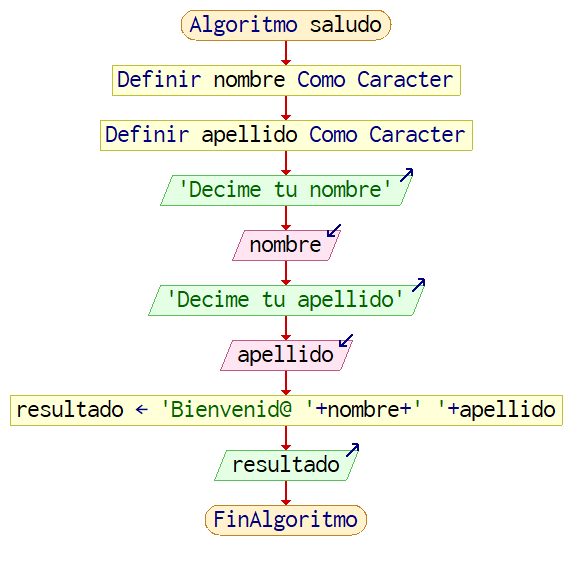 Algoritmo saludo
Definir nombre Como Caracter
Definir apellido Como Caracter
'Decime tu nombre'
nombre
'Decime tu apellido'
apellido
resultado ← 'Bienvenid@ '+nombre+' '+apellido
resultado
FinAlgoritmo